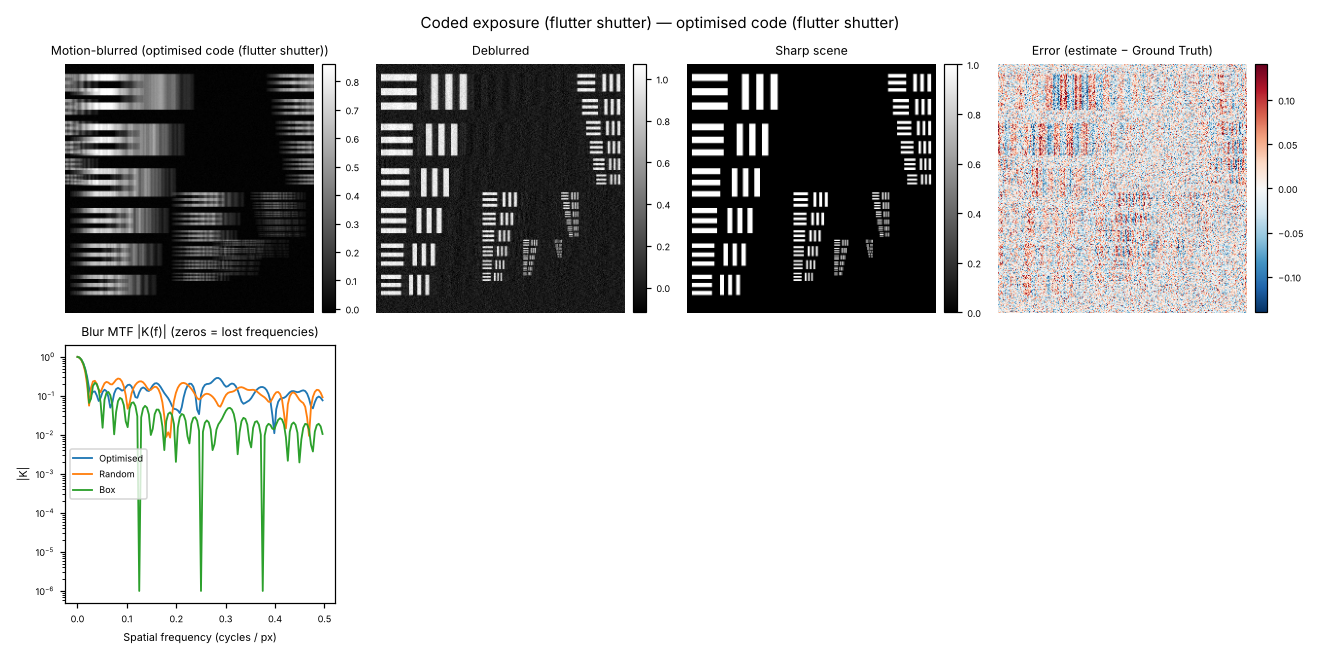 Coded exposure (flutter shutter) — optimised code (flutter shutter)
Motion-blurred (optimised code (flutter shutter))
0.8
0.7
0.6
0.5
0.4
0.3
0.2
0.1
0.0
Deblurred
1.0
0.8
0.6
0.4
0.2
0.0
Sharp scene
1.0
0.8
0.6
0.4
0.2
0.0
Error (estimate − Ground Truth)
0.10
0.05
0.00
−0.05
−0.10
Blur MTF |K(f)| (zeros = lost frequencies)
|K|
10⁰
10⁻¹
10⁻²
10⁻³
10⁻⁴
10⁻⁵
10⁻⁶
Optimised
Random
Box
0.0 0.1 0.2 0.3 0.4 0.5
Spatial frequency (cycles / px)